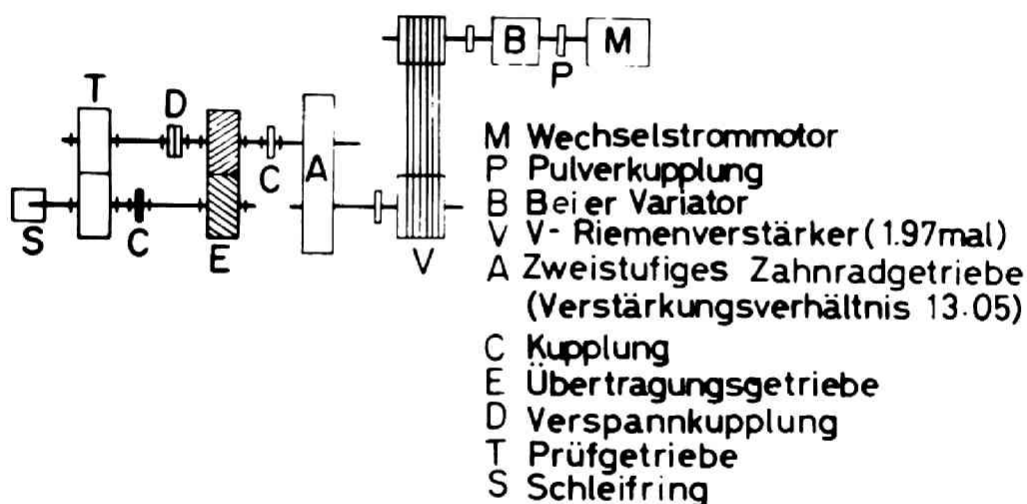 B
M
P
T
D
C
A
S
C
E
V
M Wechselstrommotor
P Pulverkupplung
B Beier Variator
V V-Riemenverstärker (1.97mal)
A Zweistufiges Zahnradgetriebe
(Verstärkungsverhältnis 13.05)
C Kupplung
E Übertragungsgetriebe
D Verspannkupplung
T Prüfgetriebe
S Schleifring